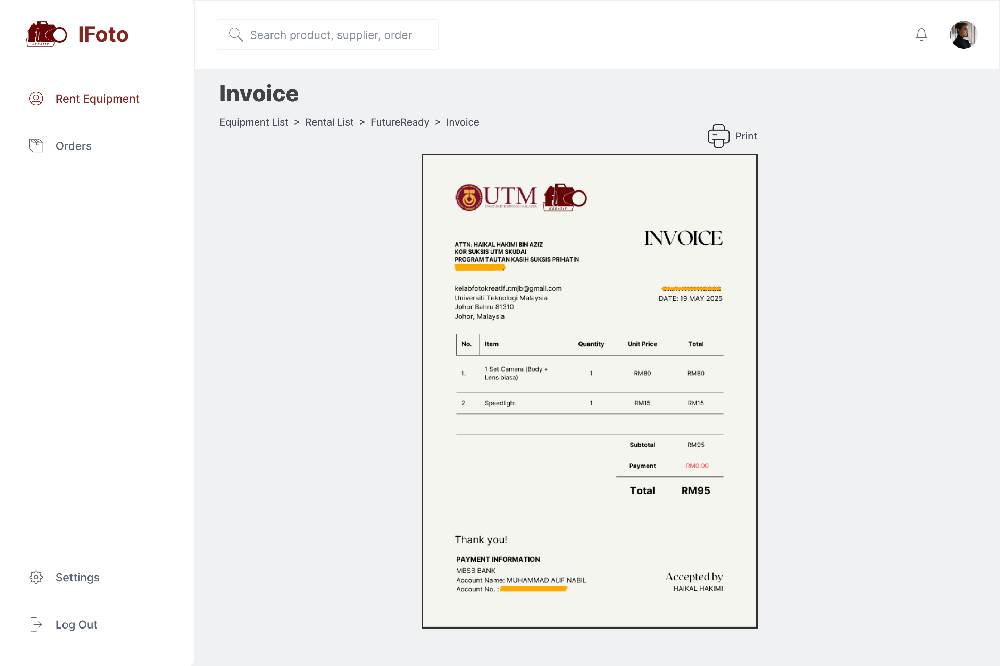 KREATIF
IFoto
Search product, supplier, order
Rent Equipment
Orders
Settings
Log Out
Invoice
Equipment List > Rental List > FutureReady > Invoice
Print
UTM
UNIVERSITI TEKNOLOGI MALAYSIA
KREATIF
INVOICE
ATTN: HAIKAL HAKIMI BIN AZIZ
KOR SUKSIS UTM SKUDAI
PROGRAM TAUTAN KASIH SUKSIS PRIHATIN
kelabfotokreatifutmjb@gmail.com
Universiti Teknologi Malaysia
Johor Bahru 81310
Johor, Malaysia
DATE: 19 MAY 2025
No. Item Quantity Unit Price Total
1. 1 Set Camera (Body + 1 RM80 RM80
Lens biasa)
2. Speedlight 1 RM15 RM15
Subtotal RM95
Payment -RM0.00
Total RM95
Thank you!
PAYMENT INFORMATION
MBSB BANK
Account Name: MUHAMMAD ALIF NABIL
Account No. :
Accepted by
HAIKAL HAKIMI